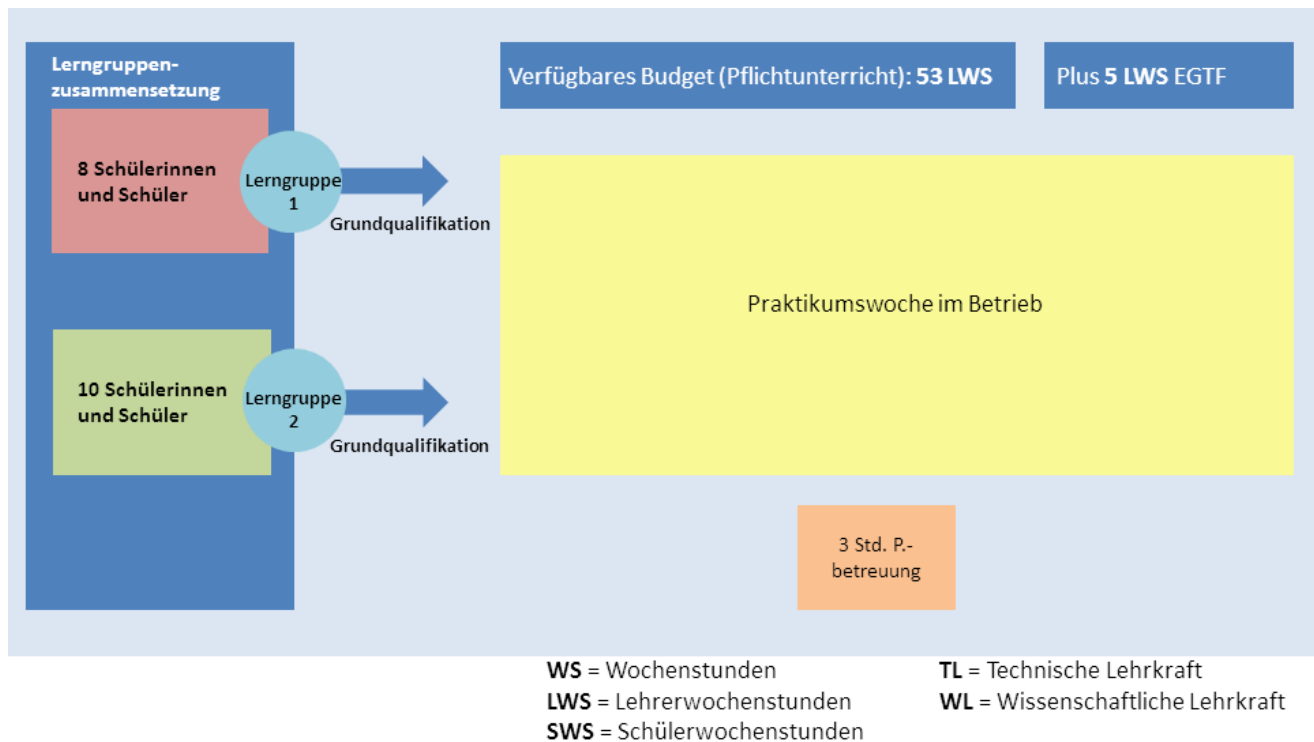 Lerngruppen-
zusammensetzung
8 Schülerinnen
und Schüler
Lerngruppe
1
Grundqualifikation
10 Schülerinnen
und Schüler
Lerngruppe
2
Grundqualifikation
Verfügbares Budget (Pflichtunterricht): 53 LWS
Plus 5 LWS EGTF
Praktikumswoche im Betrieb
3 Std. P.-
betreuung
WS = Wochenstunden
LWS = Lehrerwochenstunden
SWS = Schülerwochenstunden
TL = Technische Lehrkraft
WL = Wissenschaftliche Lehrkraft